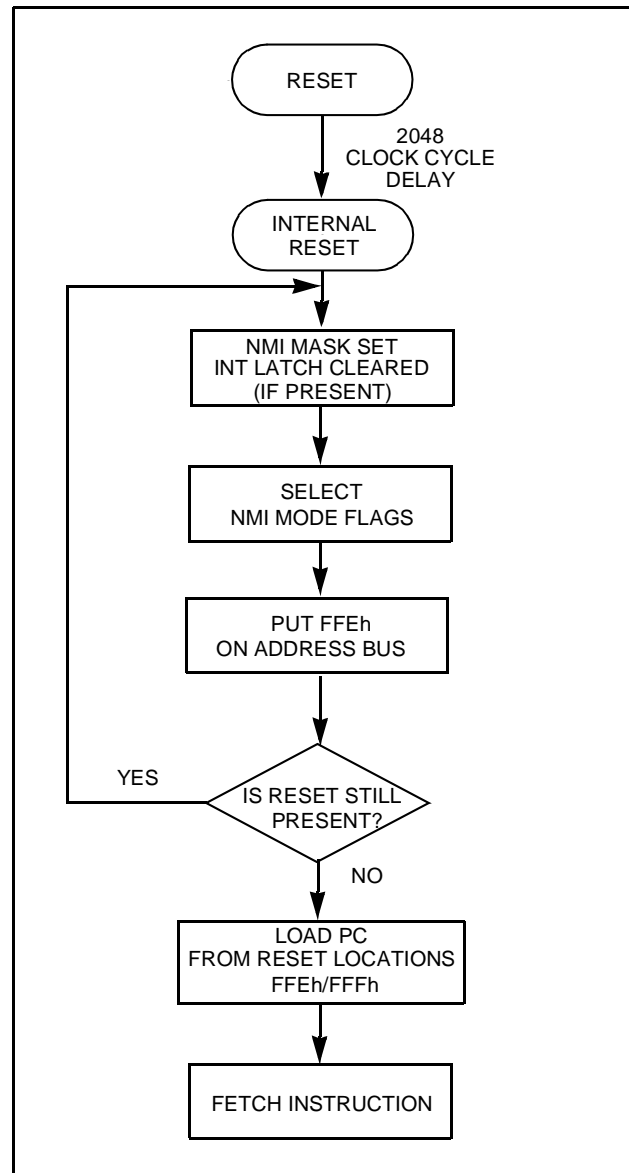 RESET
2048
CLOCK CYCLE
DELAY
INTERNAL
RESET
NMI MASK SET
INT LATCH CLEARED
(IF PRESENT)
SELECT
NMI MODE FLAGS
PUT FFEh
ON ADDRESS BUS
YES
IS RESET STILL
PRESENT?
NO
LOAD PC
FROM RESET LOCATIONS
FFEh/FFFh
FETCH INSTRUCTION